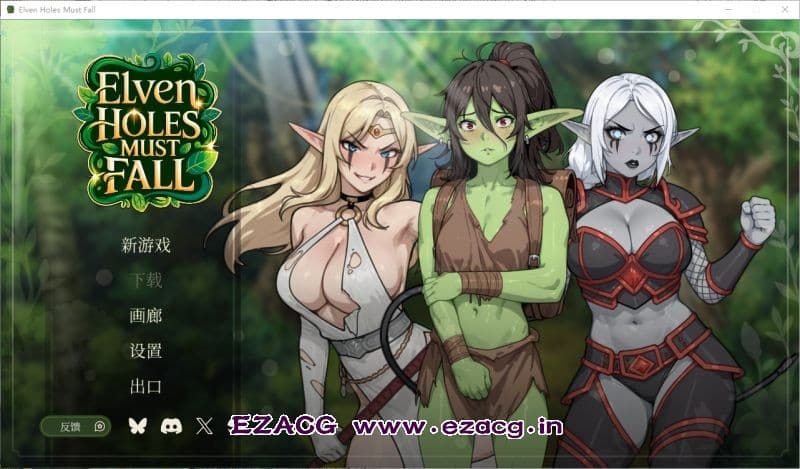 Elven Holes Must Fall
Elven
HOLES
MUST
FALL
新游戏
下载
画廊
设置
出口
反馈
EZACG www.ezacg.in